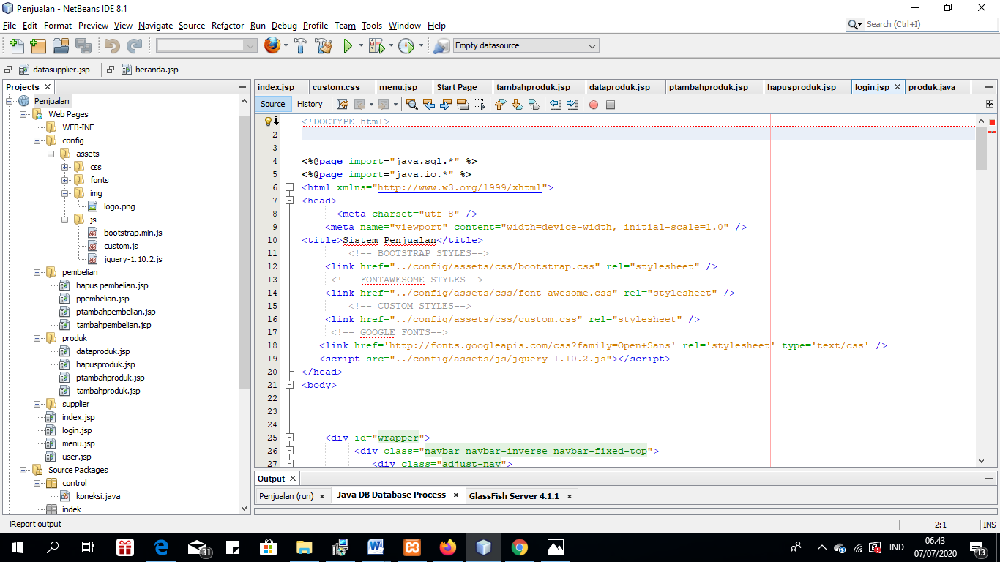 Penjualan - NetBeans IDE 8.1
File Edit Format Preview View Navigate Source Refactor Run Debug Profile Team Tools Window Help
Search (Ctrl+I)
Empty datasource
datasupplier.jsp beranda.jsp
Projects
Penjualan
Web Pages
WEB-INF
config
assets
css
fonts
img
logo.png
js
bootstrap.min.js
custom.js
jquery-1.10.2.js
pembelian
hapus pembelian.jsp
ppembelian.jsp
ptambahpembelian.jsp
tambahpembelian.jsp
produk
dataproduk.jsp
hapusproduk.jsp
ptambahproduk.jsp
tambahproduk.jsp
supplier
index.jsp
login.jsp
menu.jsp
user.jsp
Source Packages
control
koneksi.java
indek
index.jsp custom.css menu.jsp Start Page tambahproduk.jsp dataproduk.jsp ptambahproduk.jsp hapusproduk.jsp login.jsp produk.java
Source History
<!DOCTYPE html>
2
3
4 <%@page import="java.sql.*" %>
5 <%@page import="java.io.*" %>
6 <html xmlns="http://www.w3.org/1999/xhtml">
7 <head>
8 <meta charset="utf-8" />
9 <meta name="viewport" content="width=device-width, initial-scale=1.0" />
10 <title>Sistem Penjualan</title>
11 <!-- BOOTSTRAP STYLES-->
12 <link href="../config/assets/css/bootstrap.css" rel="stylesheet" />
13 <!-- FONTAWESOME STYLES-->
14 <link href="../config/assets/css/font-awesome.css" rel="stylesheet" />
15 <!-- CUSTOM STYLES-->
16 <link href="../config/assets/css/custom.css" rel="stylesheet" />
17 <!-- GOOGLE FONTS-->
18 <link href='http://fonts.googleapis.com/css?family=Open+Sans' rel='stylesheet' type='text/css' />
19 <script src="../config/assets/js/jquery-1.10.2.js"></script>
20 </head>
21 <body>
22
23
24
25 <div id="wrapper">
26 <div class="navbar navbar-inverse navbar-fixed-top">
27 <div class="adjust-nav">
Output
Penjualan (run) Java DB Database Process GlassFish Server 4.1.1
iReport output
2:1 INS
31
IND
06.43
07/07/2020
13